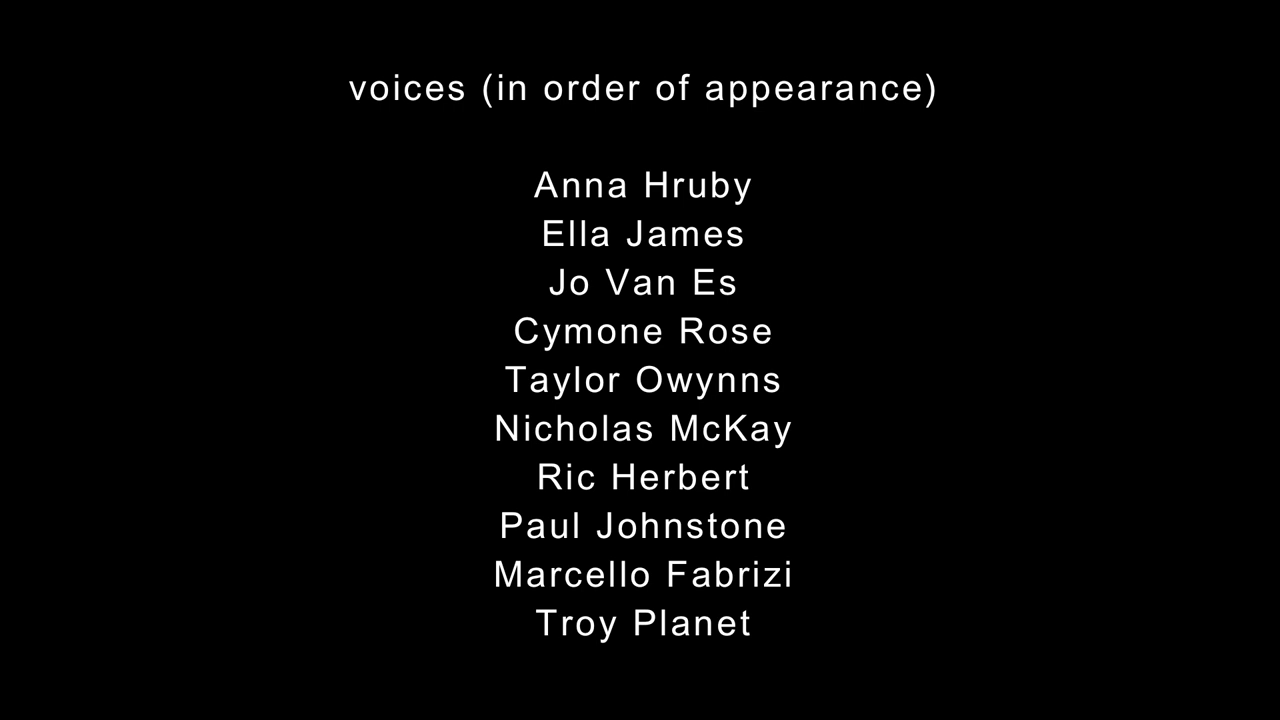 voices (in order of appearance)
Anna Hruby
Ella James
Jo Van Es
Cymone Rose
Taylor Owynns
Nicholas McKay
Ric Herbert
Paul Johnstone
Marcello Fabrizi
Troy Planet